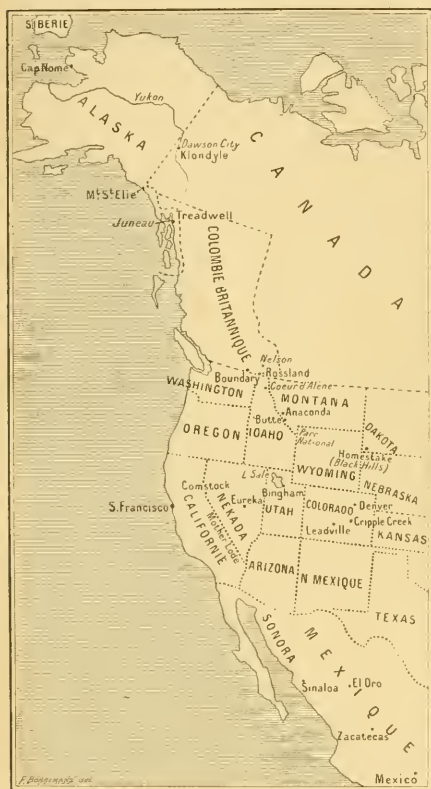 SIBERIE
Cap Nome
Yukon
ALASKA
Dawson City
Klondyle
CANADA
Mt St Elie
Treadwell
Juneau
COLOMBIE BRITANNIQUE
Nelson
Boundary
Rossland
Coeur d'Alene
WASHINGTON
MONTANA
Anaconda
Butte
DAKOTA
OREGON
IDAHO
Parc
National
Homestake
(Black Hills)
WYOMING
NEBRASKA
L Sale
Comstock
Bingham
Eureka
NEKADA
UTAH
COLORADO
Denver
S. Francisco
Cripple Creek
Leadville
KANSAS
CALIFORNIE
Mother Lode
ARIZONA
N MEXIQUE
TEXAS
SONORA
MEXIQUE
Sinaloa
El Oro
Zacatecas
Mexico